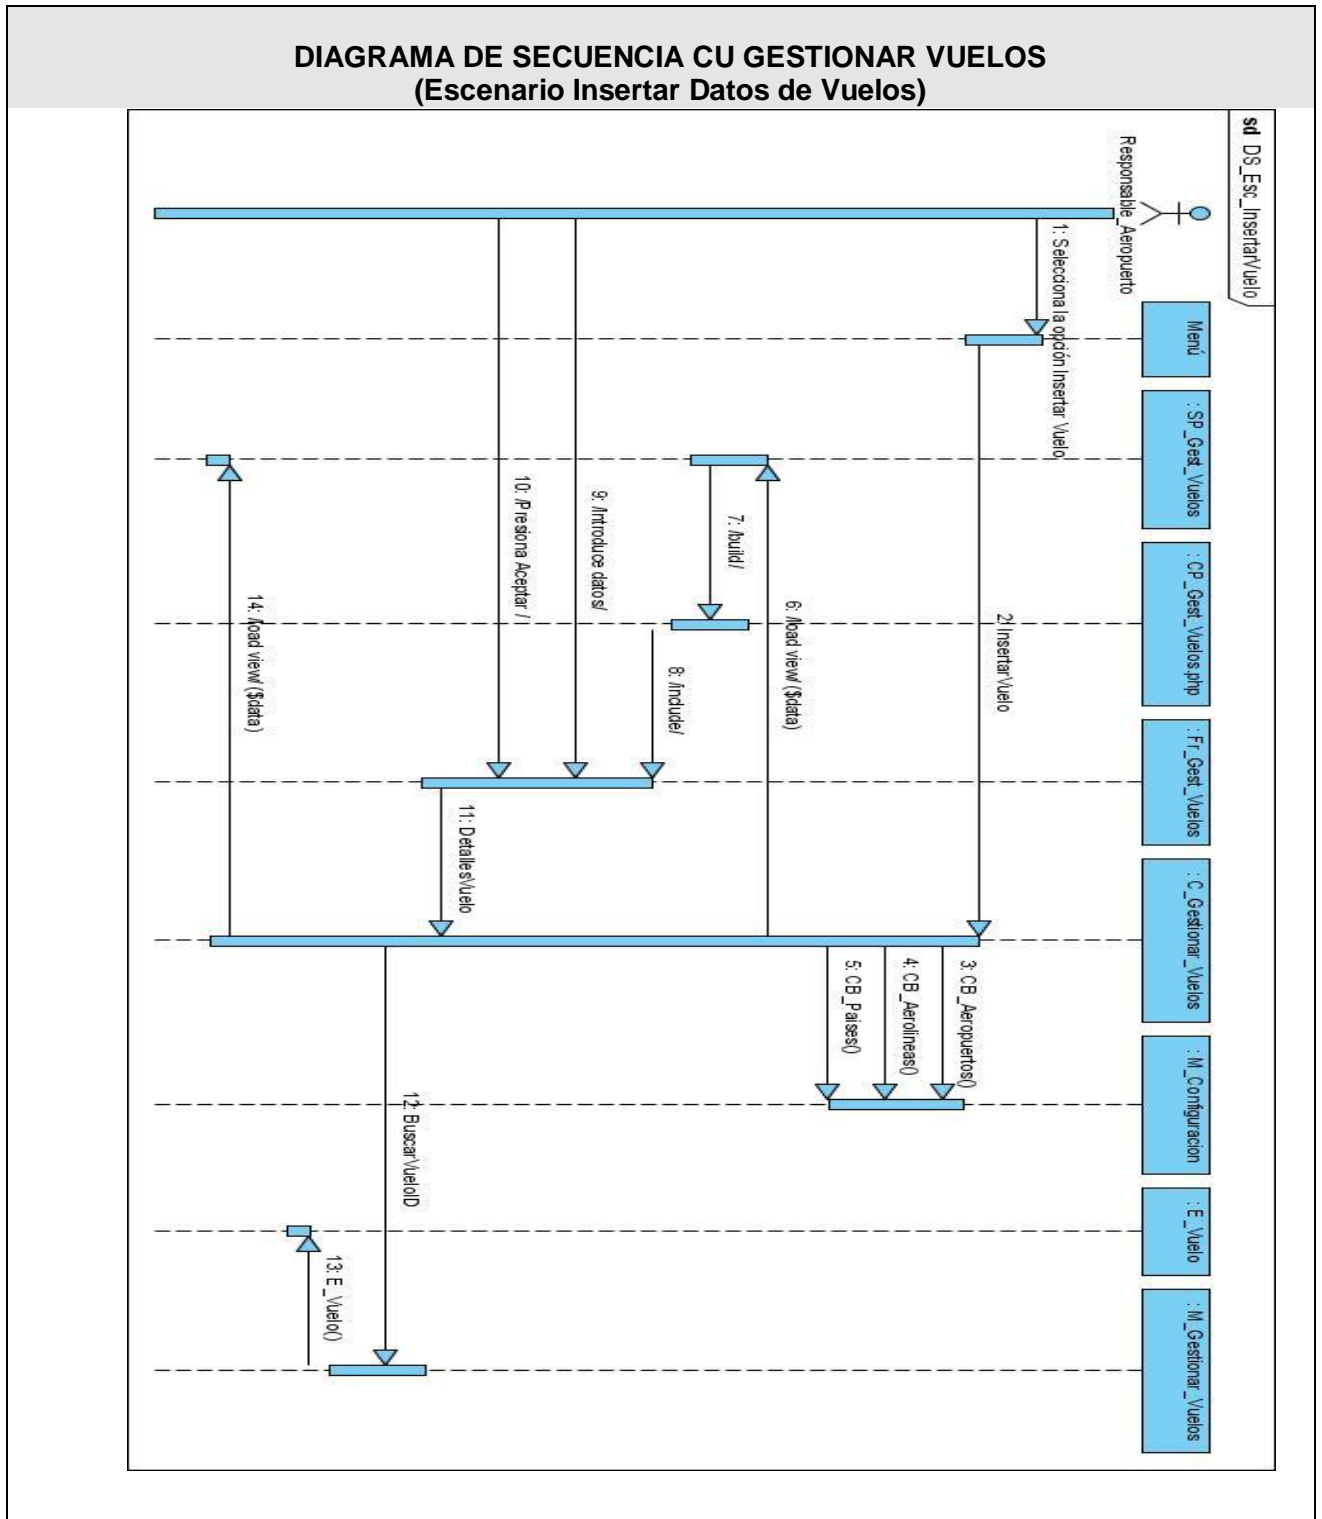 DIAGRAMA DE SECUENCIA CU GESTIONAR VUELOS
(Escenario Insertar Datos de Vuelos)
sd DS_Esc_InsertarVuelo
Responsable_Aeropuerto
Menú
: SP_Gest_Vuelos
: CP_Gest_Vuelos.php
: Fr_Gest_Vuelos
: C_Gestionar_Vuelos
: M_Configuracion
: E_Vuelo
: M_Gestionar_Vuelos
1: Selecciona la opción Insertar Vuelo
2: InsertarVuelo
3: CB_Aeropuertos()
4: CB_Aerolineas()
5: CB_Paises()
6: /load view/ ($data)
7: /build/
8: /include/
9: /Introduce datos/
10: /Presiona Aceptar /
11: DetallesVuelo
12: BuscarVueloID
13: E_Vuelo()
14: /load view/ ($data)